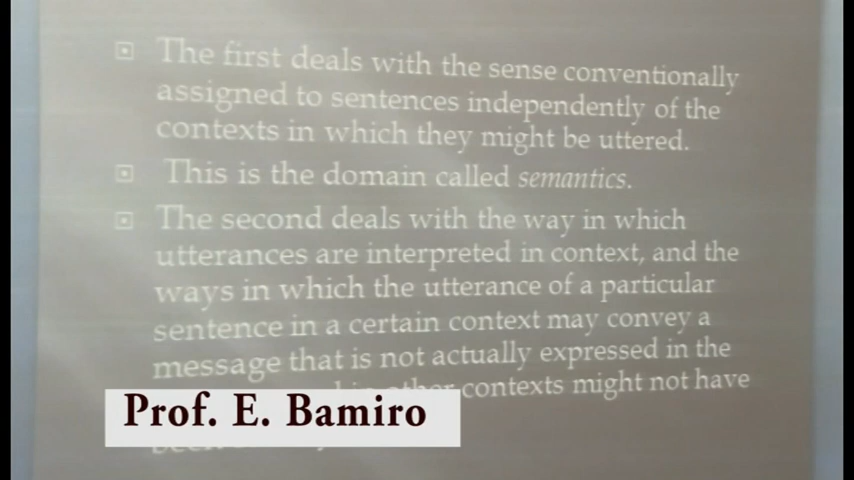 The first deals with the sense conventionally
assigned to sentences independently of the
contexts in which they might be uttered.
This is the domain called semantics.
The second deals with the way in which
utterances are interpreted in context, and the
ways in which the utterance of a particular
sentence in a certain context may convey a
message that is not actually expressed in the
other contexts might not have
been
Prof. E. Bamiro